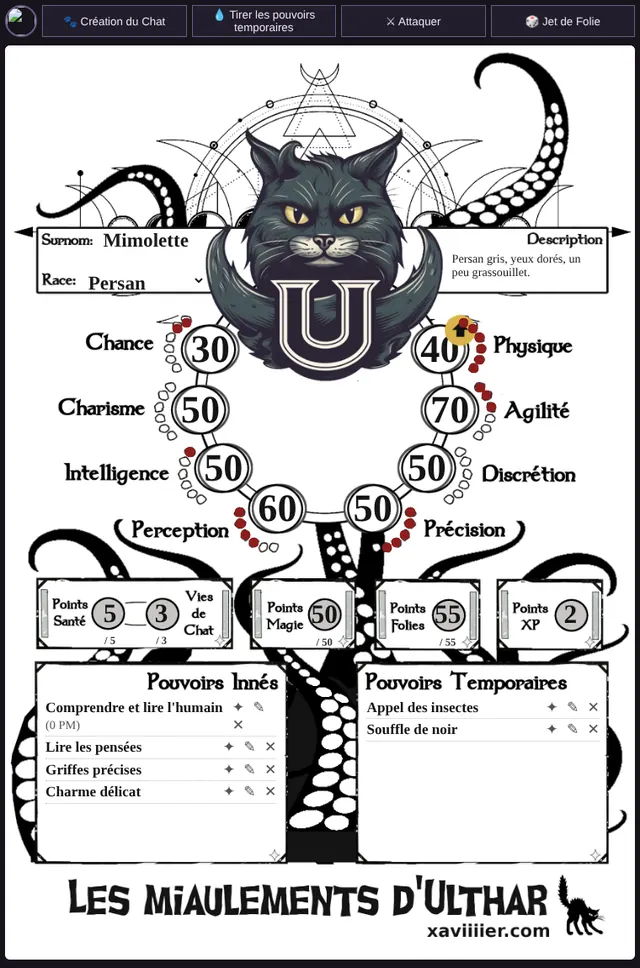 🐾 Création du Chat
💧 Tirer les pouvoirs
temporaires
⚔ Attaquer
🎲 Jet de Folie
Surnom: Mimolette
Description
Persan gris, yeux dorés, un
peu grassouillet.
Race: Persan
U
Chance 30
40 Physique
Charisme 50
70 Agilité
Intelligence 50
50 Discrétion
Perception 60
50 Précision
Points
Santé
5
/ 5
3
/ 3
Vies
de
Chat
Points
Magie
50
/ 50
Points
Folies
55
/ 55
Points
XP
2
Pouvoirs Innés
Comprendre et lire l'humain ✦ ✎
(0 PM) ✕
Lire les pensées ✦ ✎ ✕
Griffes précises ✦ ✎ ✕
Charme délicat ✦ ✎ ✕
Pouvoirs Temporaires
Appel des insectes ✦ ✎ ✕
Souffle de noir ✦ ✎ ✕
Les Miaulements d'Ulthar
xaviiiier.com